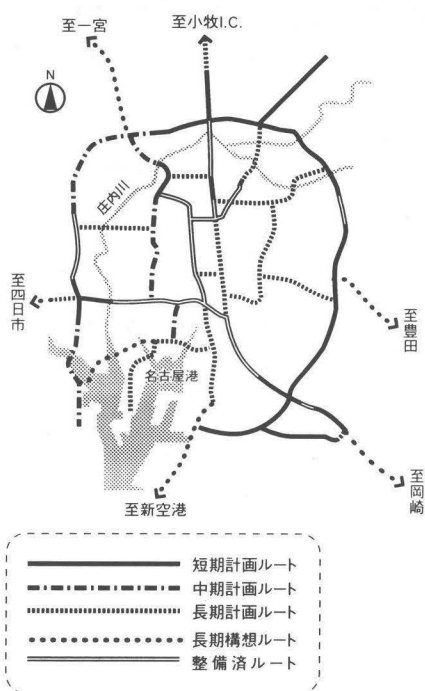 至一宮
至小牧I.C.
N
庄内川
至四日市
至豊田
名古屋港
至岡崎
至新空港
短期計画ルート
中期計画ルート
長期計画ルート
長期構想ルート
整備済ルート